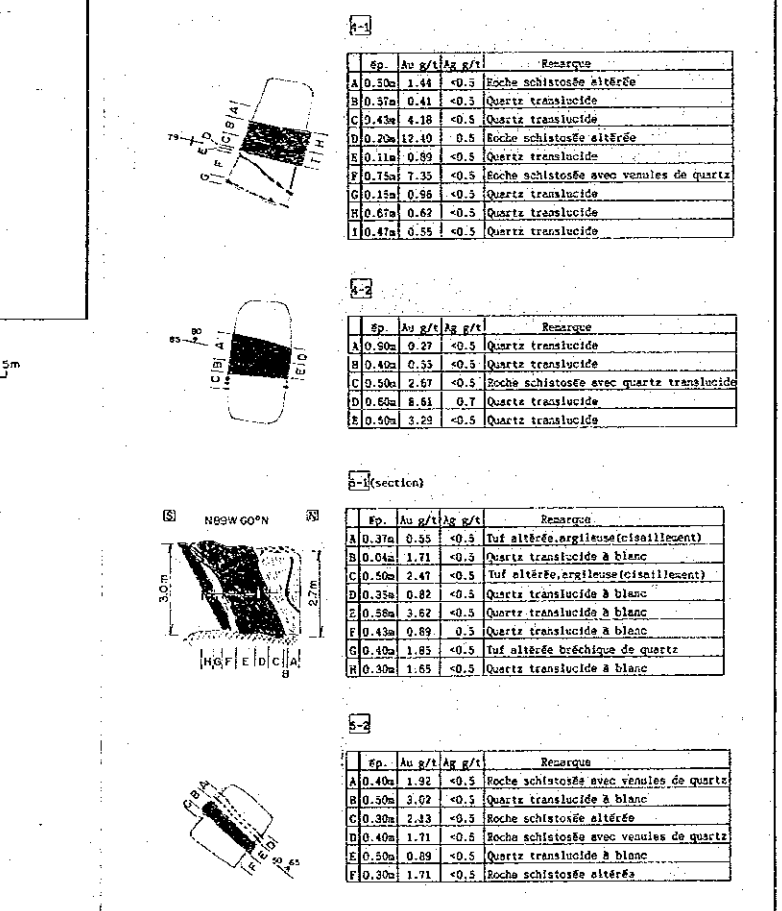 4-1
ép. Au g/t Ag g/t Remarque
A 0.50m 1.44 <0.5 Roche schistosée altérée
B 0.57m 0.41 <0.5 Quartz translucide
C 0.43m 4.18 <0.5 Quartz translucide
D 0.20m 12.40 0.5 Roche schistosée altérée
E 0.11m 0.89 <0.5 Quartz translucide
F 0.75m 7.35 <0.5 Roche schistosée avec venules de quartz
G 0.15m 0.96 <0.5 Quartz translucide
H 0.67m 0.62 <0.5 Quartz translucide
I 0.47m 0.55 <0.5 Quartz translucide
79
A
B
C
D
E
F
G
H
I
4-2
ép. Au g/t Ag g/t Remarque
A 0.90m 0.27 <0.5 Quartz translucide
B 0.40m 0.55 <0.5 Quartz translucide
C 0.50m 2.67 <0.5 Roche schistosée avec quartz translucide
D 0.60m 8.61 0.7 Quartz translucide
E 0.50m 3.29 <0.5 Quartz translucide
85 80
A
B
C
E D
5m
5-1 (section)
S N89W 60°N N
3.0m
2.7m
H G F E D C A
B
ép. Au g/t Ag g/t Remarque
A 0.37m 0.55 <0.5 Tuf altérée,argileuse(cisaillement)
B 0.04m 1.71 <0.5 Quartz translucide à blanc
C 0.50m 2.47 <0.5 Tuf altérée,argileuse(cisaillement)
D 0.35m 0.82 <0.5 Quartz translucide à blanc
E 0.58m 3.62 <0.5 Quartz translucide à blanc
F 0.43m 0.89 0.5 Quartz translucide à blanc
G 0.40m 1.85 <0.5 Tuf altérée bréchique de quartz
H 0.30m 1.65 <0.5 Quartz translucide à blanc
5-2
ép. Au g/t Ag g/t Remarque
A 0.40m 1.92 <0.5 Roche schistosée avec venules de quartz
B 0.50m 3.02 <0.5 Quartz translucide à blanc
C 0.30m 2.13 <0.5 Roche schistosée altérée
D 0.40m 1.71 <0.5 Roche schistosée avec venules de quartz
E 0.50m 0.89 <0.5 Quartz translucide à blanc
F 0.30m 1.71 <0.5 Roche schistosée altérée
A
B
C
D
E
F
50 65